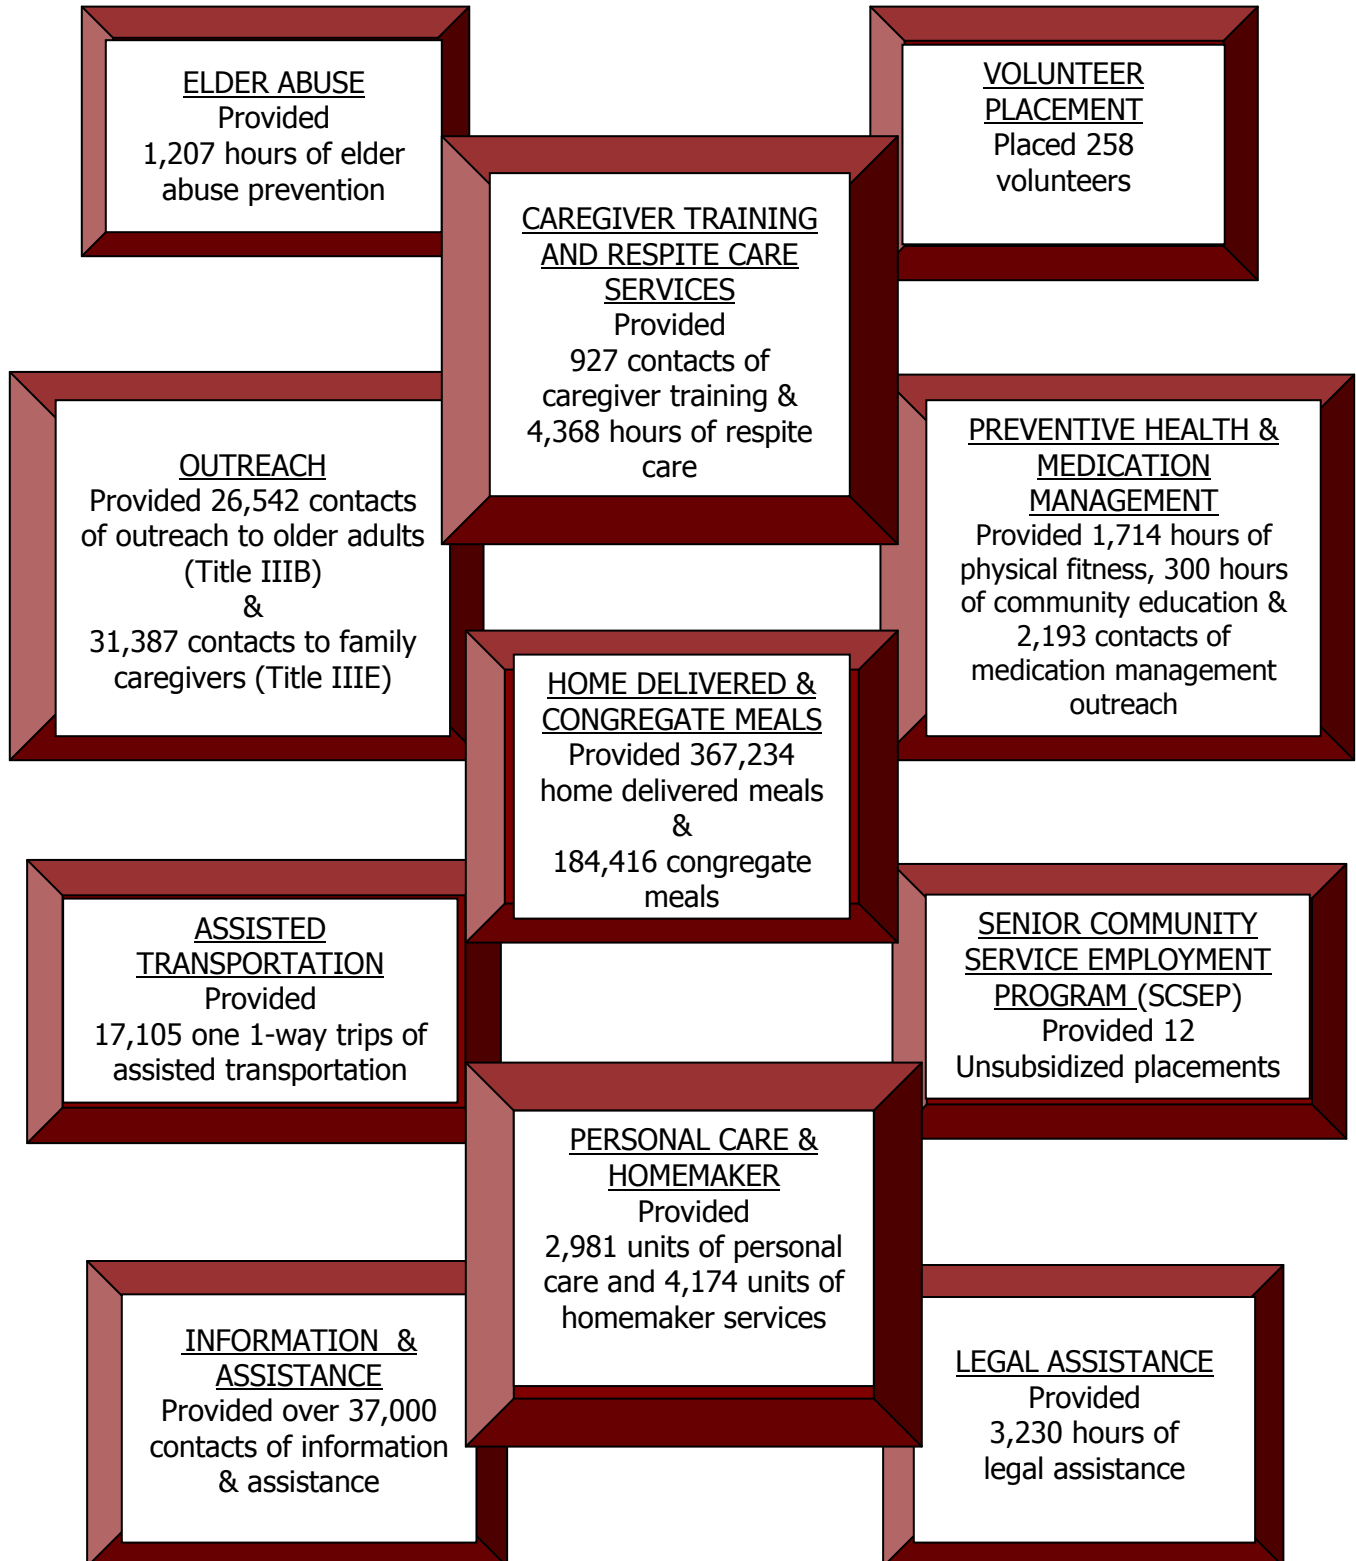 ELDER ABUSE
Provided
1,207 hours of elder
abuse prevention
VOLUNTEER
PLACEMENT
Placed 258
volunteers
CAREGIVER TRAINING
AND RESPITE CARE
SERVICES
Provided
927 contacts of
caregiver training &
4,368 hours of respite
care
OUTREACH
Provided 26,542 contacts
of outreach to older adults
(Title IIIB)
&
31,387 contacts to family
caregivers (Title IIIE)
PREVENTIVE HEALTH &
MEDICATION
MANAGEMENT
Provided 1,714 hours of
physical fitness, 300 hours
of community education &
2,193 contacts of
medication management
outreach
HOME DELIVERED &
CONGREGATE MEALS
Provided 367,234
home delivered meals
&
184,416 congregate
meals
ASSISTED
TRANSPORTATION
Provided
17,105 one 1-way trips of
assisted transportation
SENIOR COMMUNITY
SERVICE EMPLOYMENT
PROGRAM (SCSEP)
Provided 12
Unsubsidized placements
PERSONAL CARE &
HOMEMAKER
Provided
2,981 units of personal
care and 4,174 units of
homemaker services
INFORMATION &
ASSISTANCE
Provided over 37,000
contacts of information
& assistance
LEGAL ASSISTANCE
Provided
3,230 hours of
legal assistance